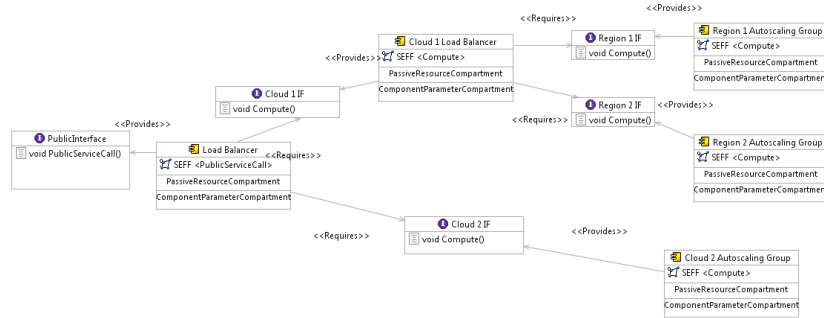 <<Provides>>
<<Requires>>
Cloud 1 Load Balancer
SEFF <Compute>
PassiveResourceCompartment
ComponentParameterCompartment
Region 1 IF
void Compute()
Region 1 Autoscaling Group
SEFF <Compute>
PassiveResourceCompartment
ComponentParameterCompartment
<<Provides>>
Cloud 1 IF
void Compute()
Region 2 IF
void Compute()
<<Provides>>
<<Requires>>
<<Provides>>
PublicInterface
void PublicServiceCall()
Load Balancer
SEFF <PublicServiceCall>
PassiveResourceCompartment
ComponentParameterCompartment
<<Requires>>
Region 2 Autoscaling Group
SEFF <Compute>
PassiveResourceCompartment
ComponentParameterCompartment
Cloud 2 IF
void Compute()
<<Requires>>
<<Provides>>
Cloud 2 Autoscaling Group
SEFF <Compute>
PassiveResourceCompartment
ComponentParameterCompartment